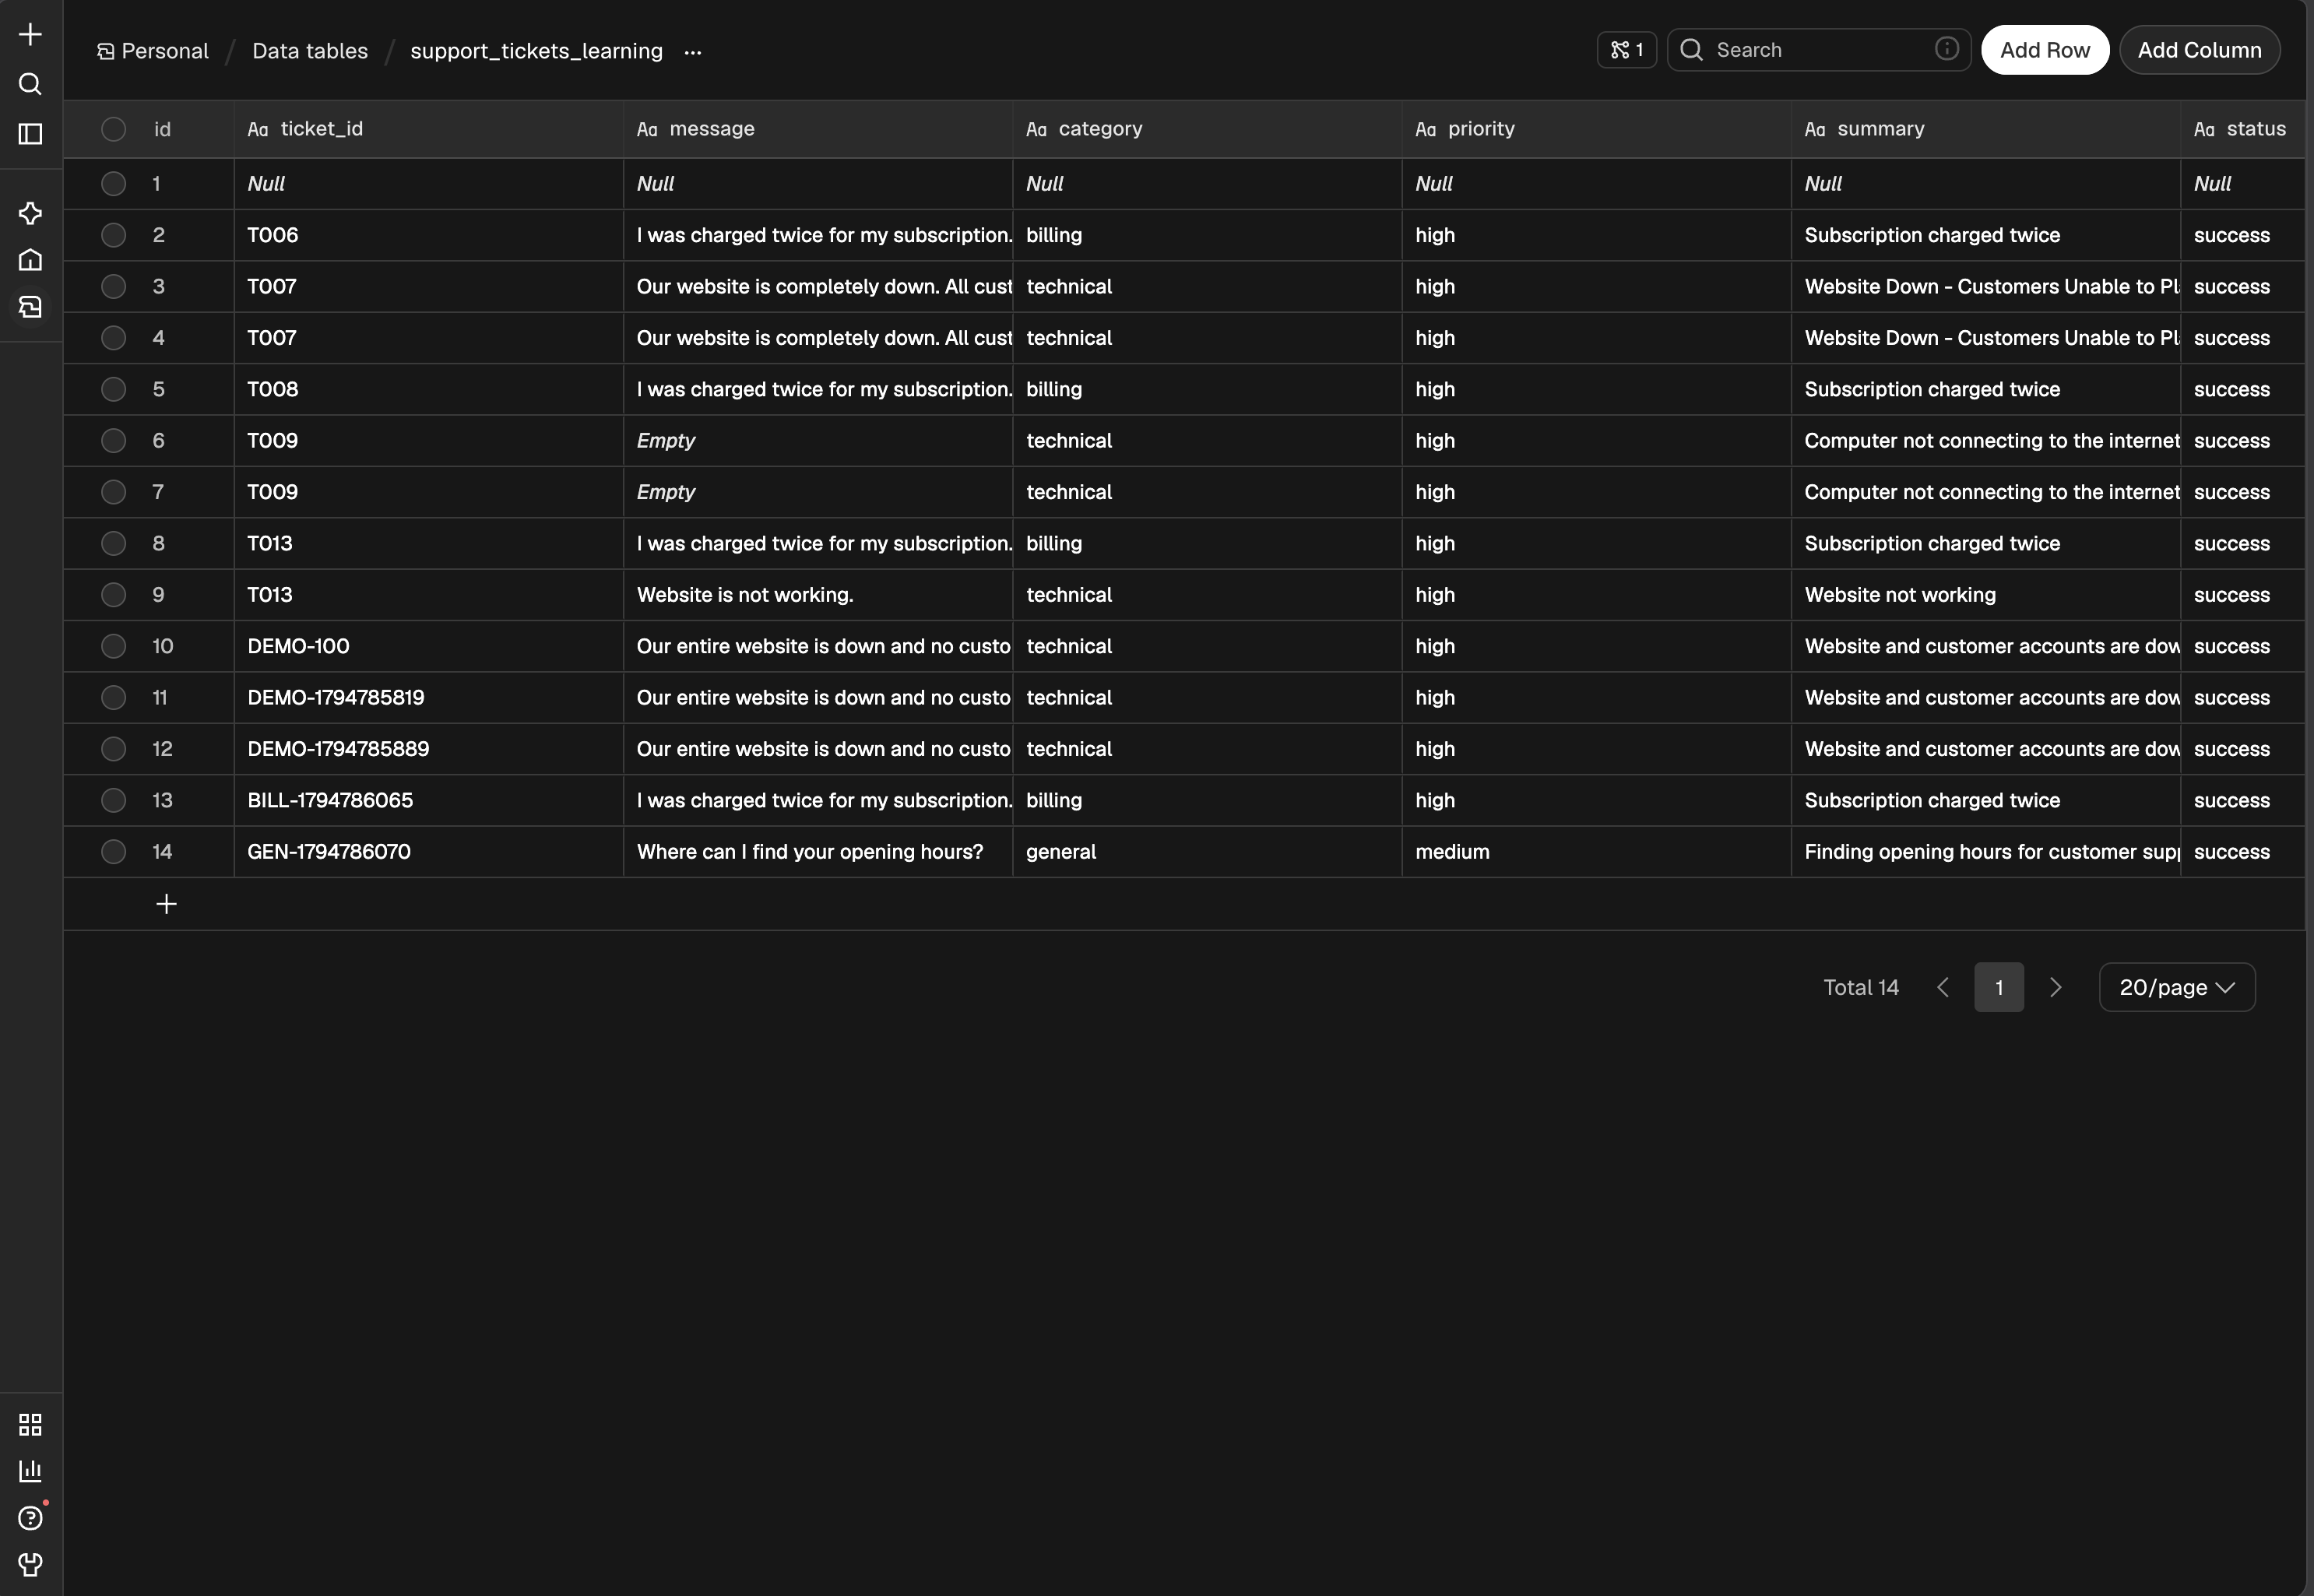 Personal / Data tables / support_tickets_learning ... 1 Search Add Row Add Column
id Aa ticket_id Aa message Aa category Aa priority Aa summary Aa status
1 Null Null Null Null Null Null
2 T006 I was charged twice for my subscription. billing high Subscription charged twice success
3 T007 Our website is completely down. All cust technical high Website Down - Customers Unable to Pl success
4 T007 Our website is completely down. All cust technical high Website Down - Customers Unable to Pl success
5 T008 I was charged twice for my subscription. billing high Subscription charged twice success
6 T009 Empty technical high Computer not connecting to the internet success
7 T009 Empty technical high Computer not connecting to the internet success
8 T013 I was charged twice for my subscription. billing high Subscription charged twice success
9 T013 Website is not working. technical high Website not working success
10 DEMO-100 Our entire website is down and no custo technical high Website and customer accounts are dow success
11 DEMO-1794785819 Our entire website is down and no custo technical high Website and customer accounts are dow success
12 DEMO-1794785889 Our entire website is down and no custo technical high Website and customer accounts are dow success
13 BILL-1794786065 I was charged twice for my subscription. billing high Subscription charged twice success
14 GEN-1794786070 Where can I find your opening hours? general medium Finding opening hours for customer supp success
Total 14 1 20/page